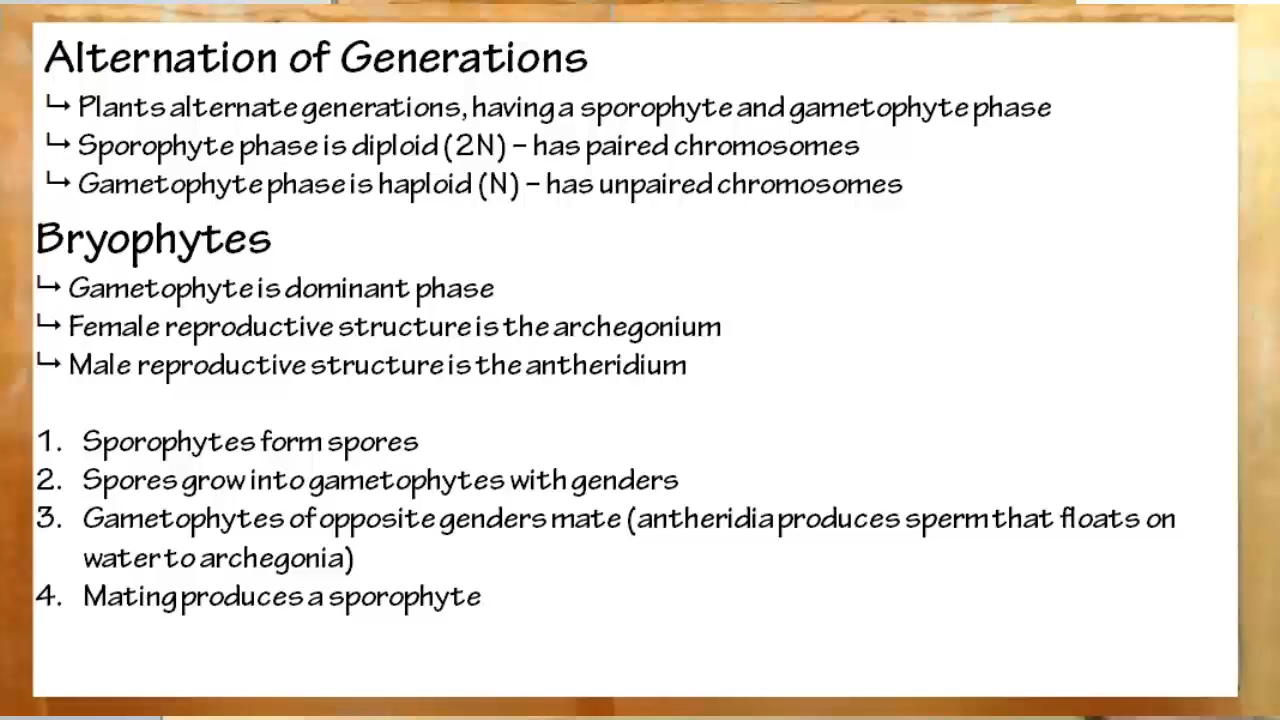 Alternation of Generations
↳ Plants alternate generations, having a sporophyte and gametophyte phase
↳ Sporophyte phase is diploid (2N) – has paired chromosomes
↳ Gametophyte phase is haploid (N) – has unpaired chromosomes
Bryophytes
↳ Gametophyte is dominant phase
↳ Female reproductive structure is the archegonium
↳ Male reproductive structure is the antheridium
1. Sporophytes form spores
2. Spores grow into gametophytes with genders
3. Gametophytes of opposite genders mate (antheridia produces sperm that floats on
water to archegonia)
4. Mating produces a sporophyte